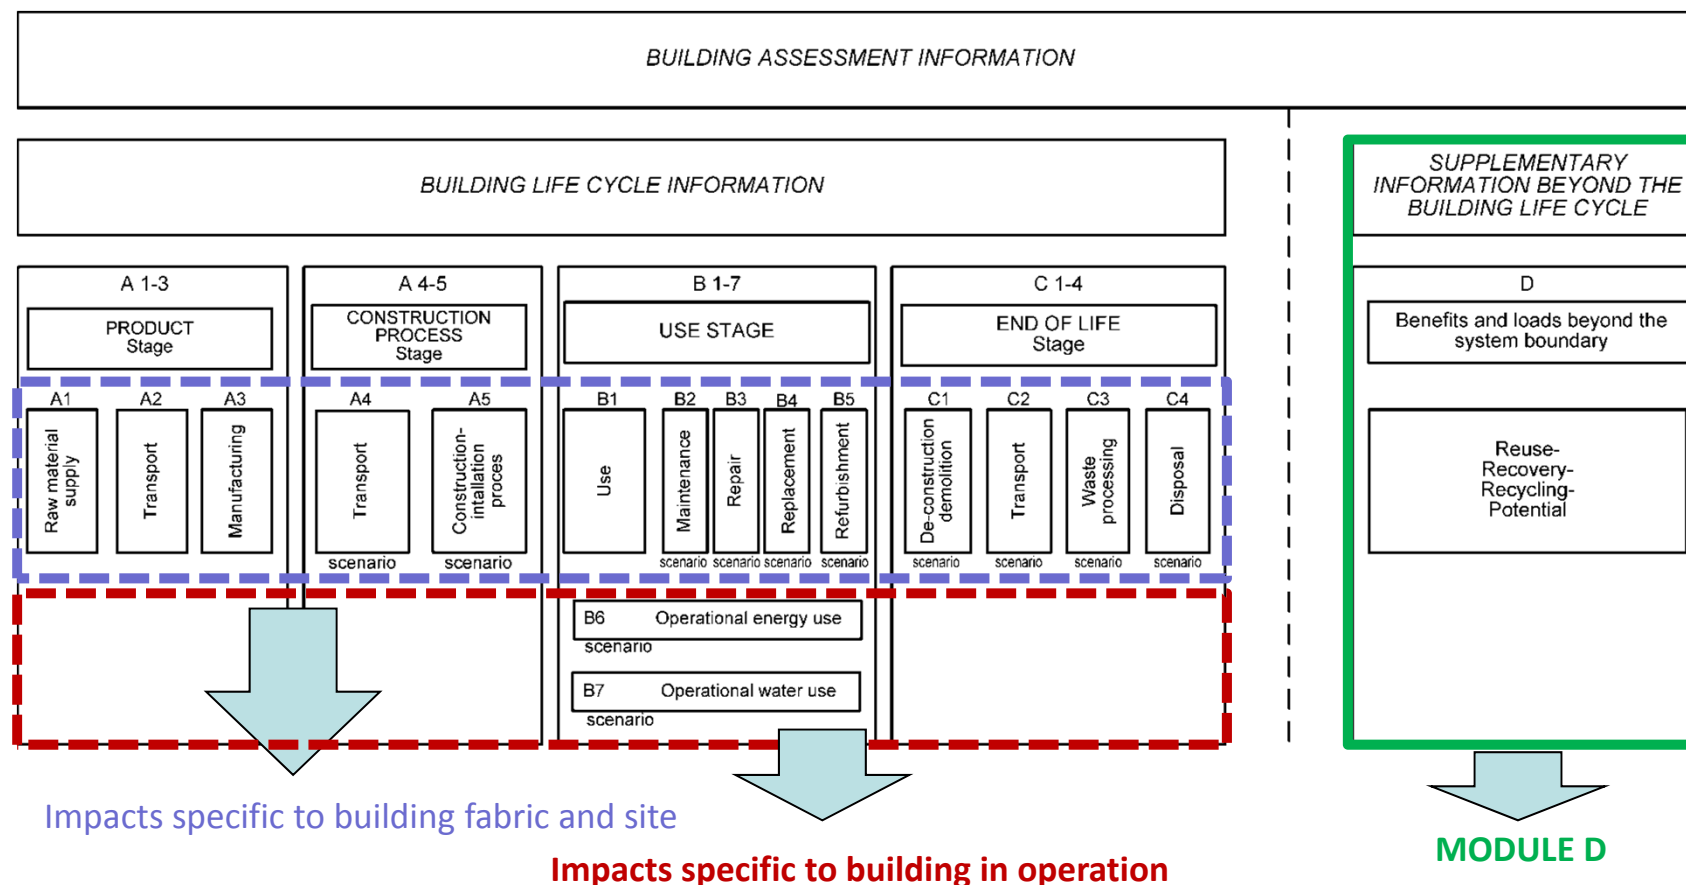 BUILDING ASSESSMENT INFORMATION
BUILDING LIFE CYCLE INFORMATION
SUPPLEMENTARY
INFORMATION BEYOND THE
BUILDING LIFE CYCLE
A 1-3
PRODUCT
Stage
A 4-5
CONSTRUCTION
PROCESS
Stage
B 1-7
USE STAGE
C 1-4
END OF LIFE
Stage
D
Benefits and loads beyond the
system boundary
A1
Raw material
supply
A2
Transport
A3
Manufacturing
A4
Transport
scenario
A5
Construction-
intallation
proces
scenario
B1
Use
B2
Maintenance
scenario
B3
Repair
scenario
B4
Replacement
scenario
B5
Refurbishment
scenario
C1
De-construction
demolition
scenario
C2
Transport
scenario
C3
Waste
processing
scenario
C4
Disposal
scenario
Reuse-
Recovery-
Recycling-
Potential
B6 Operational energy use
scenario
B7 Operational water use
scenario
Impacts specific to building fabric and site
Impacts specific to building in operation
MODULE D